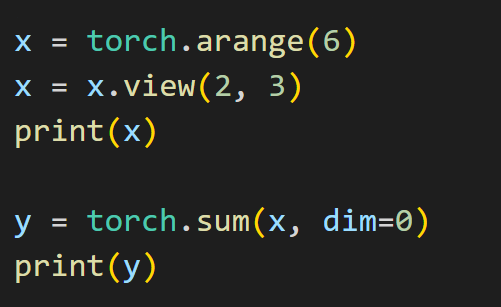 x = torch.arange(6)
x = x.view(2, 3)
print(x)
y = torch.sum(x, dim=0)
print(y)